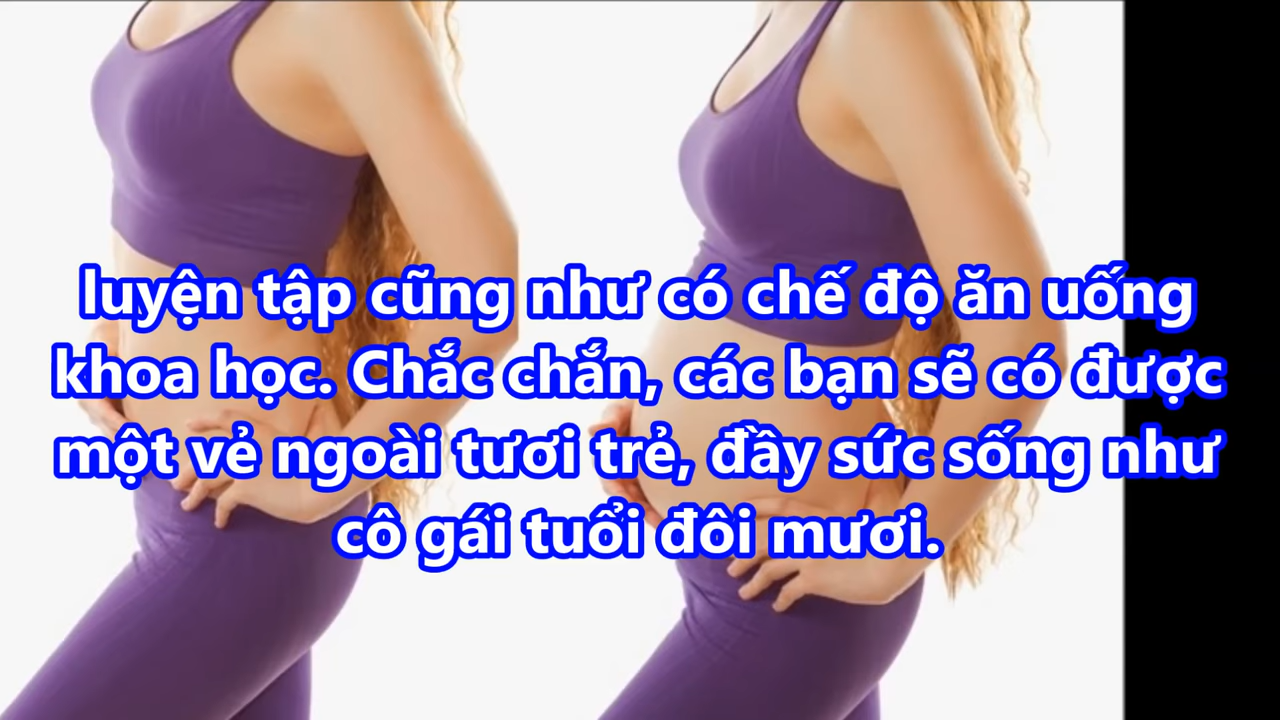 luyện tập cũng như có chế độ ăn uống
khoa học. Chắc chắn, các bạn sẽ có được
một vẻ ngoài tươi trẻ, đầy sức sống như
cô gái tuổi đôi mươi.